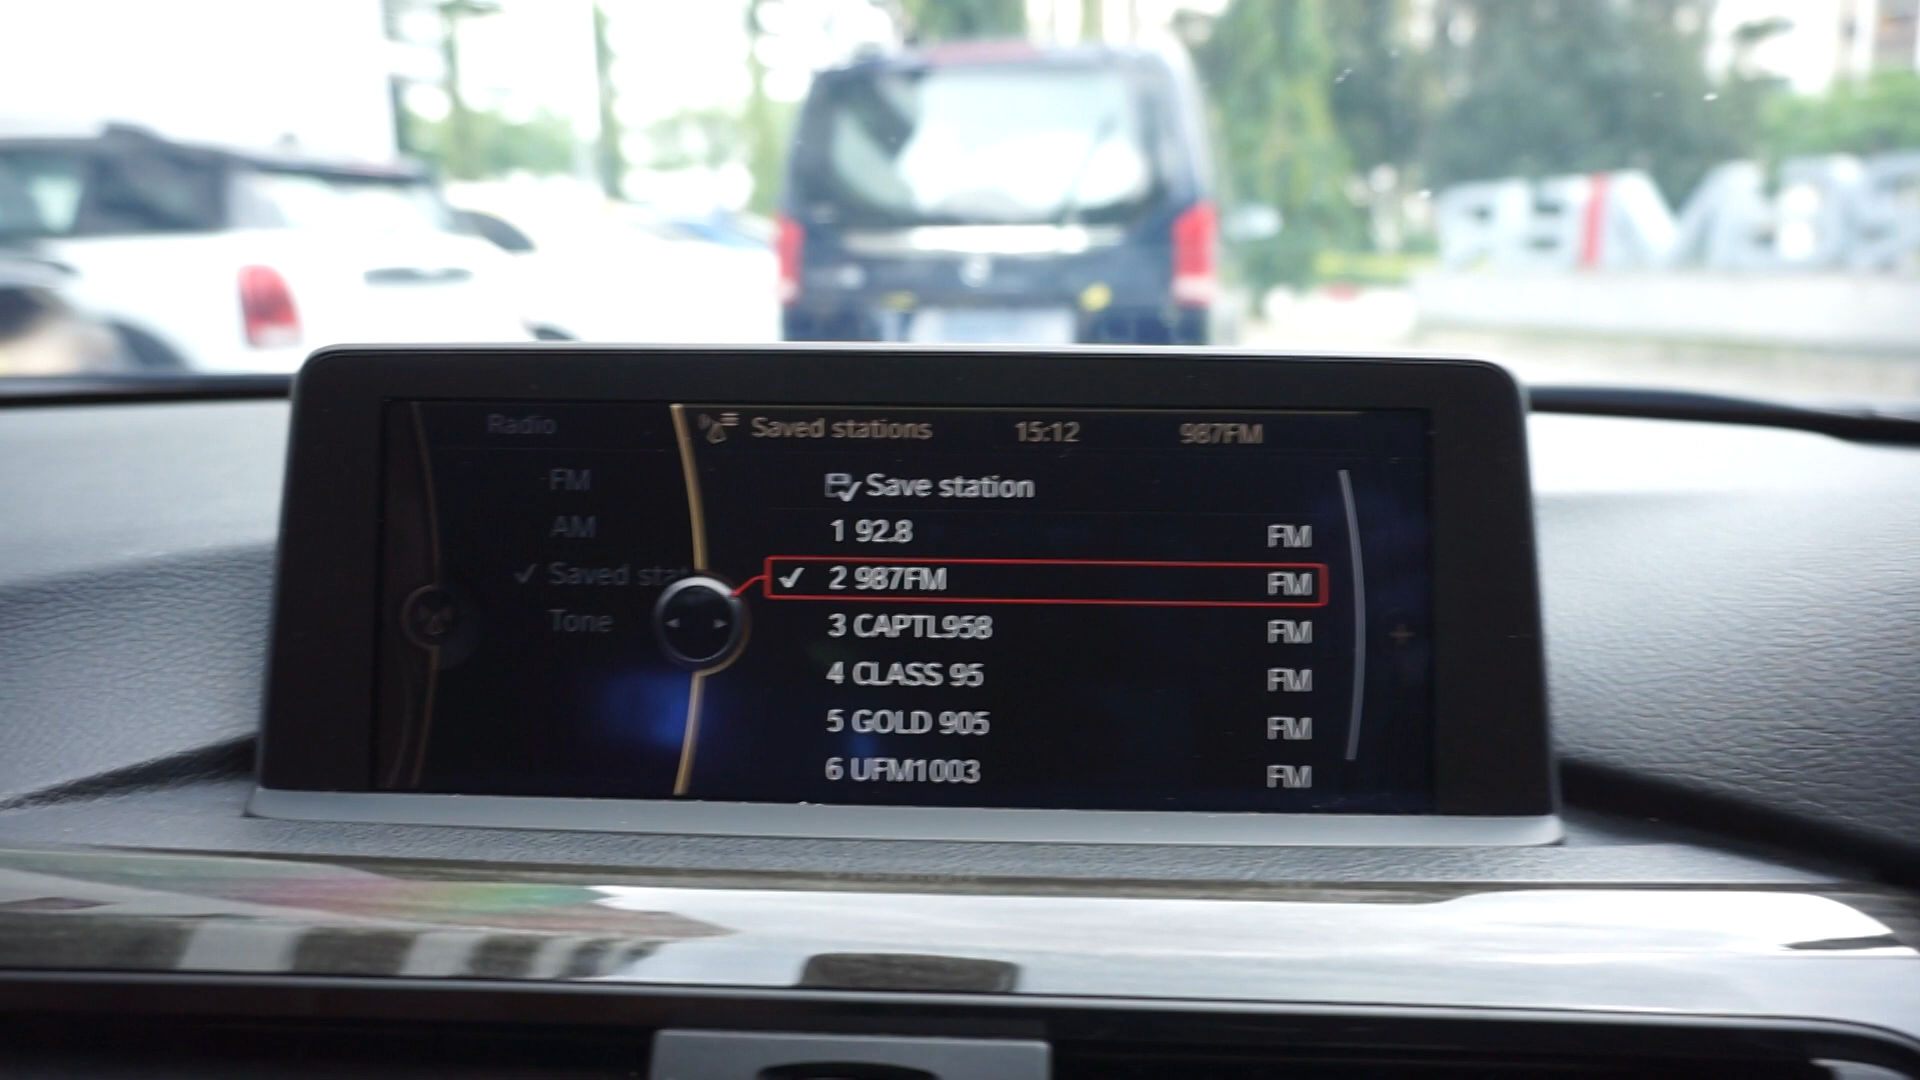 Radio
Saved stations 15:12 987FM
FM
AM
Saved sta
Tone
Save station
1 92.8 FM
2 987FM FM
3 CAPTL958 FM
4 CLASS 95 FM
5 GOLD 905 FM
6 UFM1003 FM